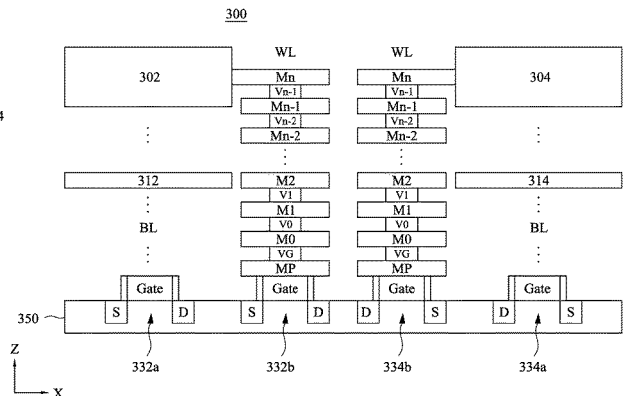 300
WL WL
302 Mn Mn 304
Vn-1 Vn-1
4
Mn-1 Mn-1
Vn-2 Vn-2
Mn-2 Mn-2
312 M2 M2 314
V1 V1
M1 M1
BL V0 V0 BL
M0 M0
VG VG
MP MP
Gate Gate Gate Gate
350 S D S D D S D S
Z
332a 332b 334b 334a
X